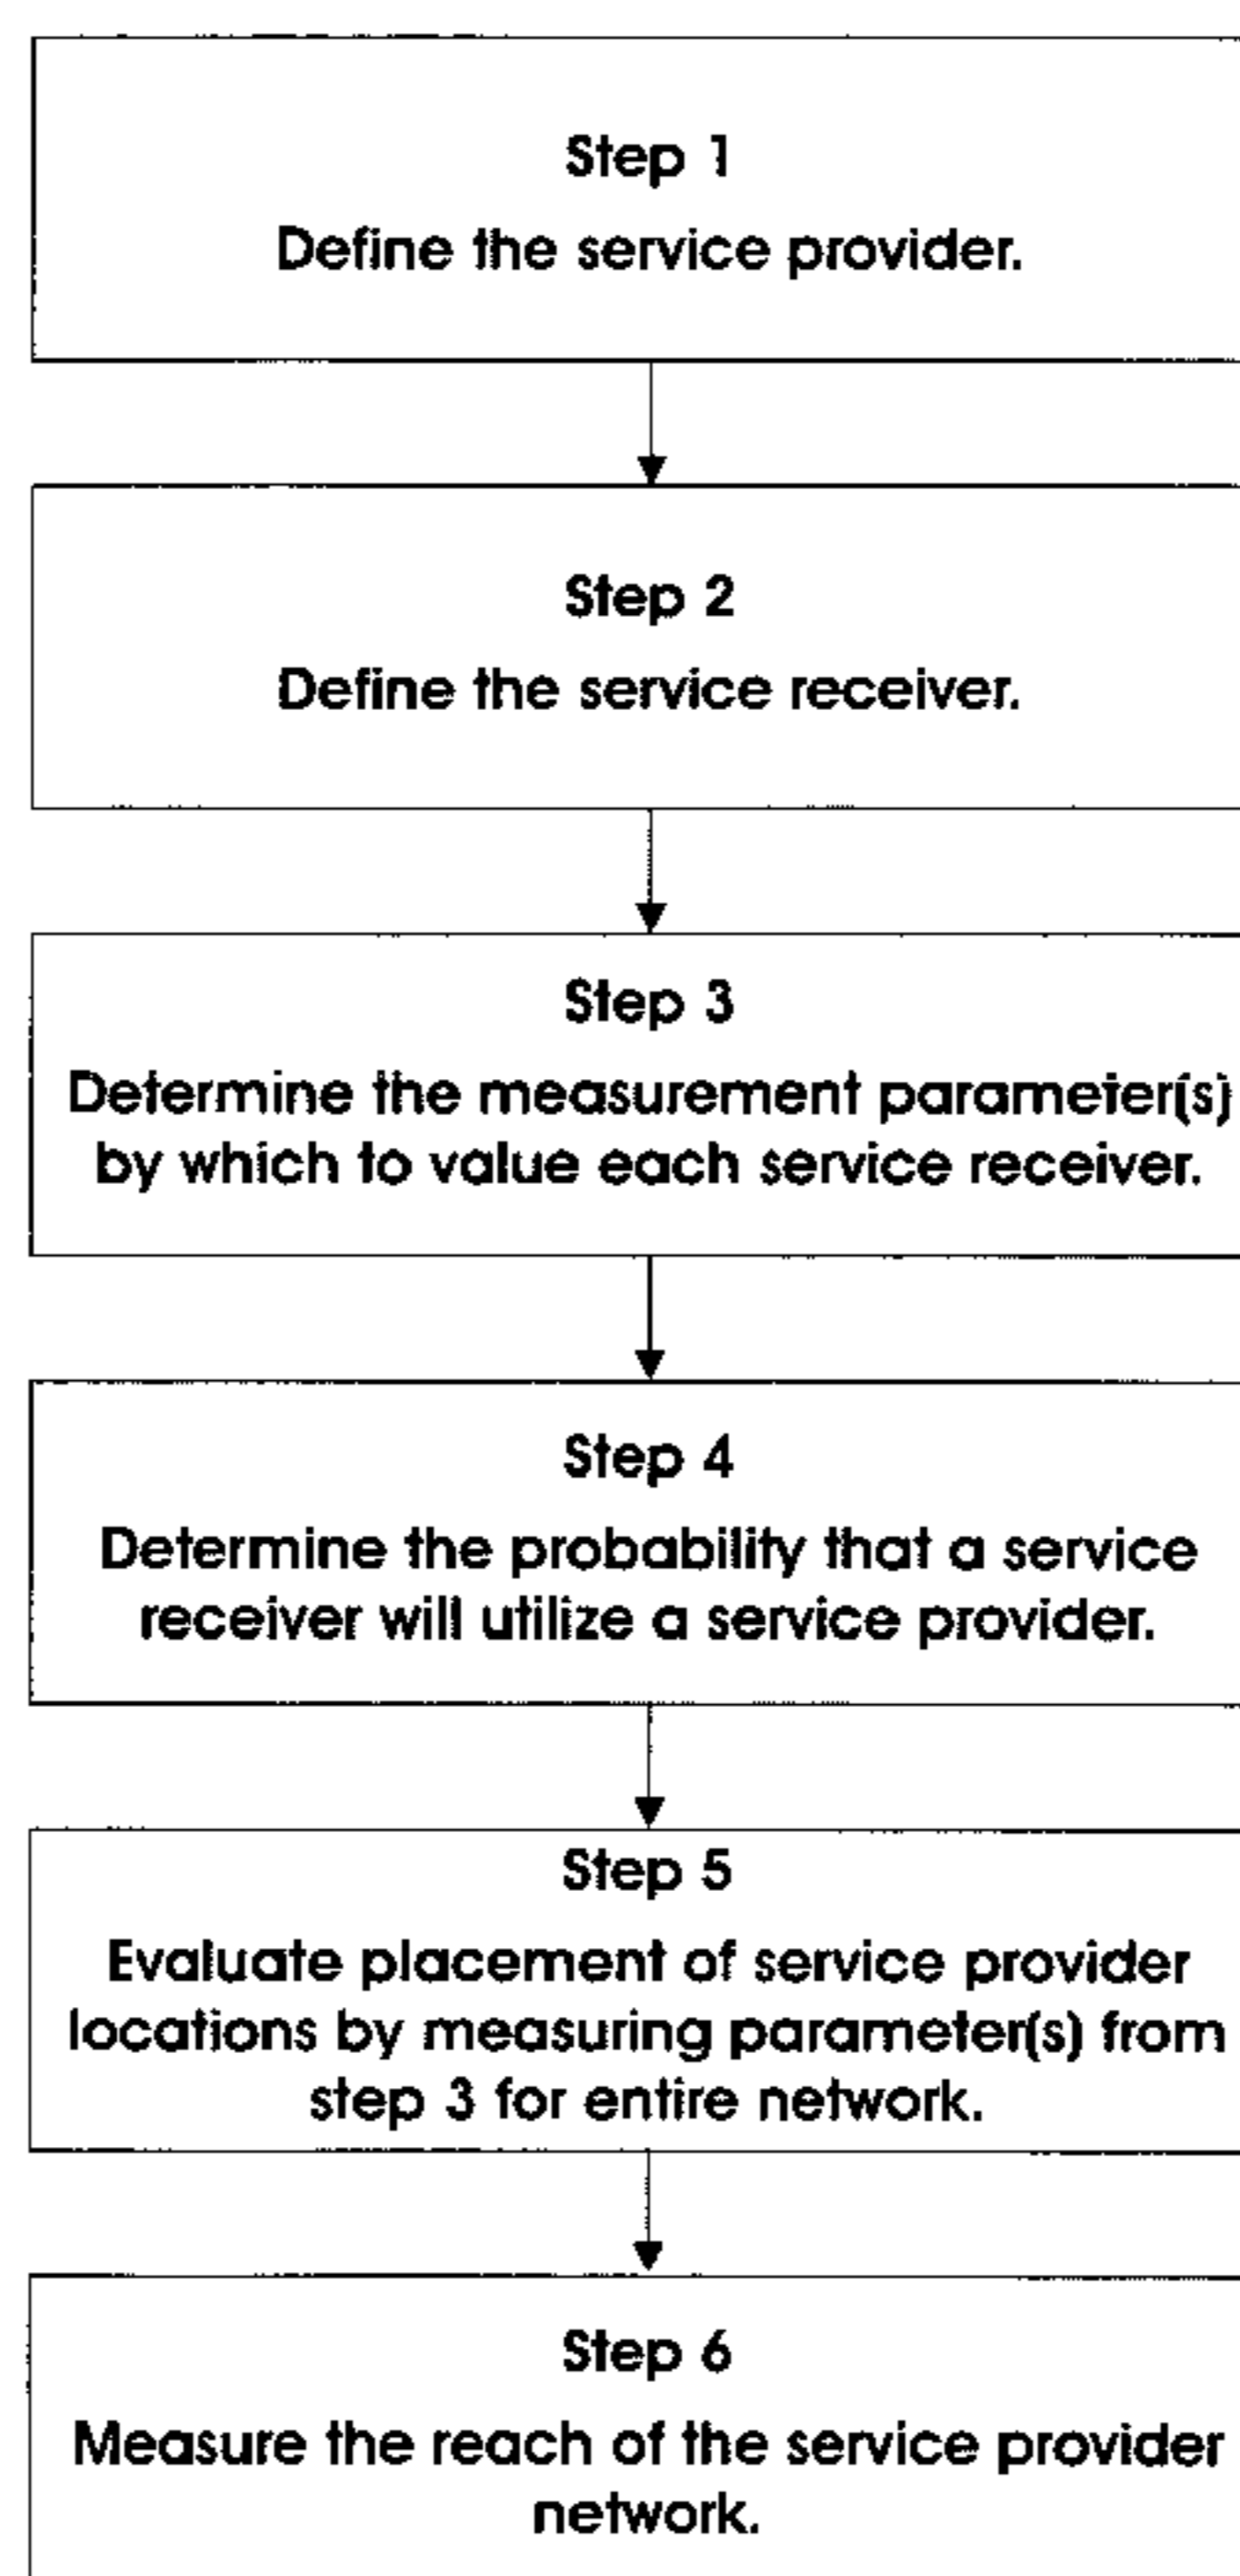 Step 1
Define the service provider.
Step 2
Define the service receiver.
Step 3
Determine the measurement parameter(s)
by which to value each service receiver.
Step 4
Determine the probability that a service
receiver will utilize a service provider.
Step 5
Evaluate placement of service provider
locations by measuring parameter(s) from
step 3 for entire network.
Step 6
Measure the reach of the service provider
network.